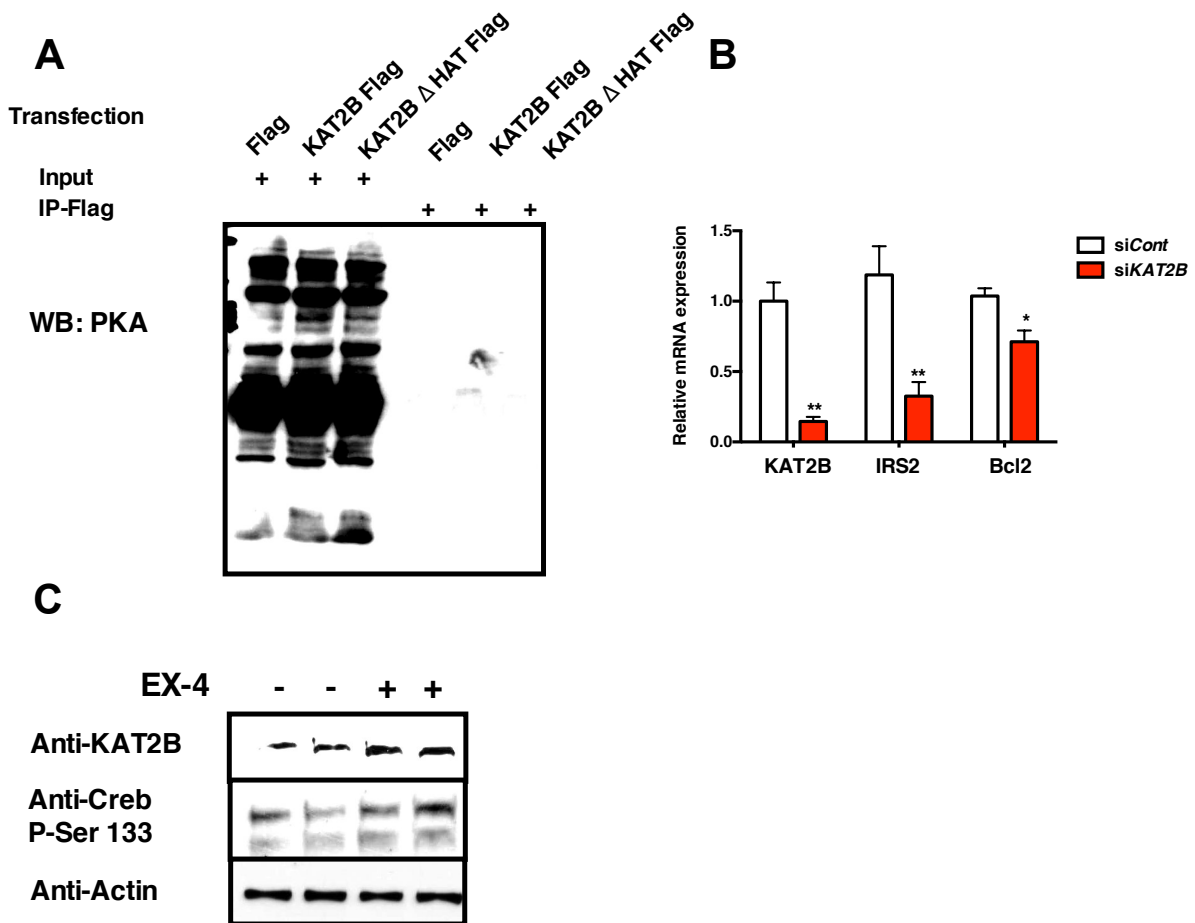 A
Transfection
Flag
KAT2B Flag
KAT2B Δ HAT Flag
Flag
KAT2B Flag
KAT2B Δ HAT Flag
Input + + +
IP-Flag + + +
WB: PKA
B
Relative mRNA expression
1.5
1.0
0.5
0.0
** ** *
KAT2B IRS2 Bcl2
siCont
siKAT2B
C
EX-4 - - + +
Anti-KAT2B
Anti-Creb
P-Ser 133
Anti-Actin